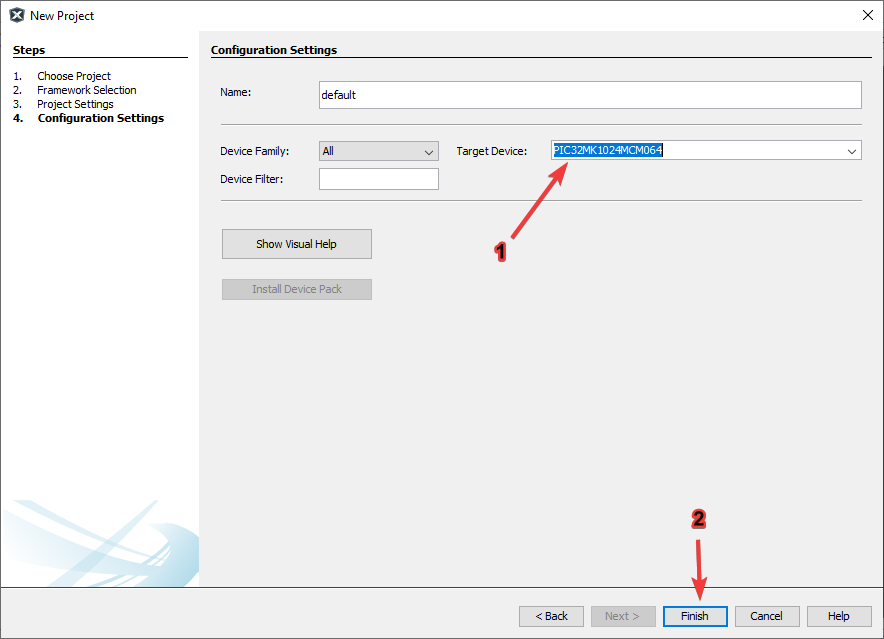 New Project
Steps
1. Choose Project
2. Framework Selection
3. Project Settings
4. Configuration Settings
Configuration Settings
Name: default
Device Family: All Target Device: PIC32MK1024MCM064
Device Filter:
1
Show Visual Help
Install Device Pack
2
< Back Next > Finish Cancel Help